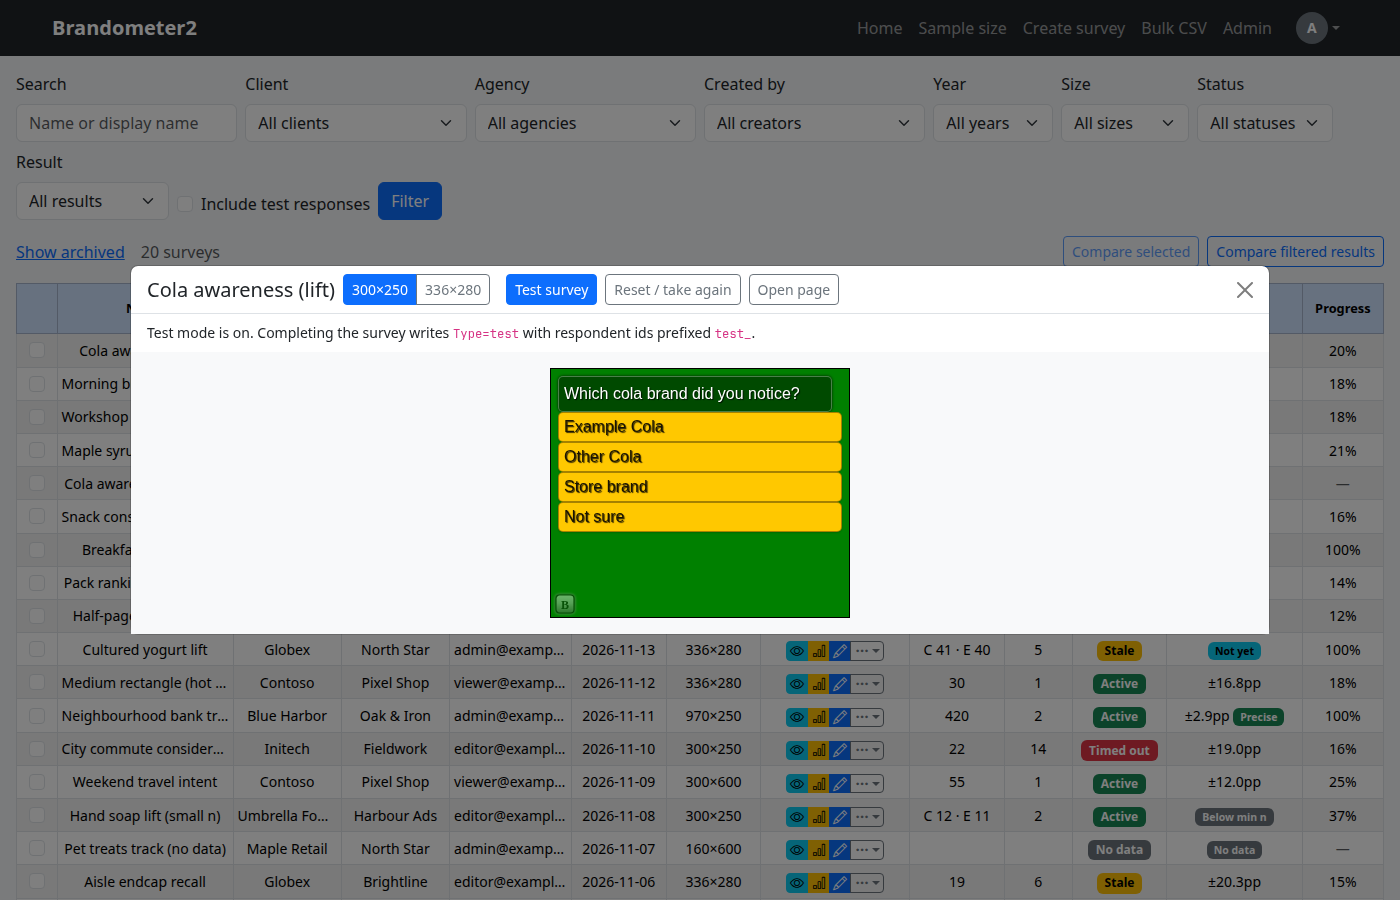 Brandometer2
Home Sample size Create survey Bulk CSV Admin A
Search Client Agency Created by Year Size Status
Name or display name All clients All agencies All creators All years All sizes All statuses
Result
All results Include test responses Filter
Show archived 20 surveys Compare selected Compare filtered results
Cola awareness (lift) 300×250 336×280 Test survey Reset / take again Open page
Test mode is on. Completing the survey writes Type=test with respondent ids prefixed test_.
Which cola brand did you notice?
Example Cola
Other Cola
Store brand
Not sure
B
Progress
Cola aw 20%
Morning b 18%
Workshop 18%
Maple syru 21%
Cola awar —
Snack cons 16%
Breakfa 100%
Pack ranki 14%
Half-pag 12%
Cultured yogurt lift Globex North Star admin@examp... 2026-11-13 336×280 C 41 · E 40 5 Stale Not yet 100%
Medium rectangle (hot ... Contoso Pixel Shop viewer@examp... 2026-11-12 336×280 30 1 Active ±16.8pp 18%
Neighbourhood bank tr... Blue Harbor Oak & Iron admin@examp... 2026-11-11 970×250 420 2 Active ±2.9pp Precise 100%
City commute consider... Initech Fieldwork editor@exampl... 2026-11-10 300×250 22 14 Timed out ±19.0pp 16%
Weekend travel intent Contoso Pixel Shop viewer@examp... 2026-11-09 300×600 55 1 Active ±12.0pp 25%
Hand soap lift (small n) Umbrella Fo... Harbour Ads editor@exampl... 2026-11-08 300×250 C 12 · E 11 2 Active Below min n 37%
Pet treats track (no data) Maple Retail North Star admin@examp... 2026-11-07 160×600 No data No data —
Aisle endcap recall Globex Brightline editor@exampl... 2026-11-06 336×280 19 6 Stale ±20.3pp 15%